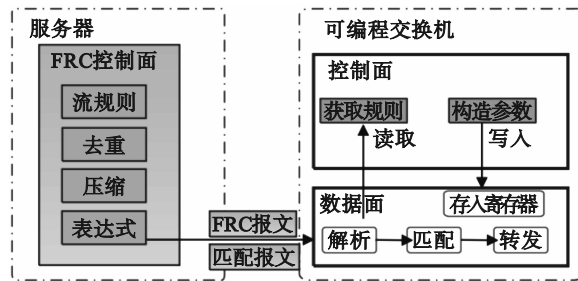 服务器
FRC控制面
流规则
去重
压缩
表达式
FRC报文
匹配报文
可编程交换机
控制面
获取规则
构造参数
读取
写入
数据面
存入寄存器
解析
匹配
转发